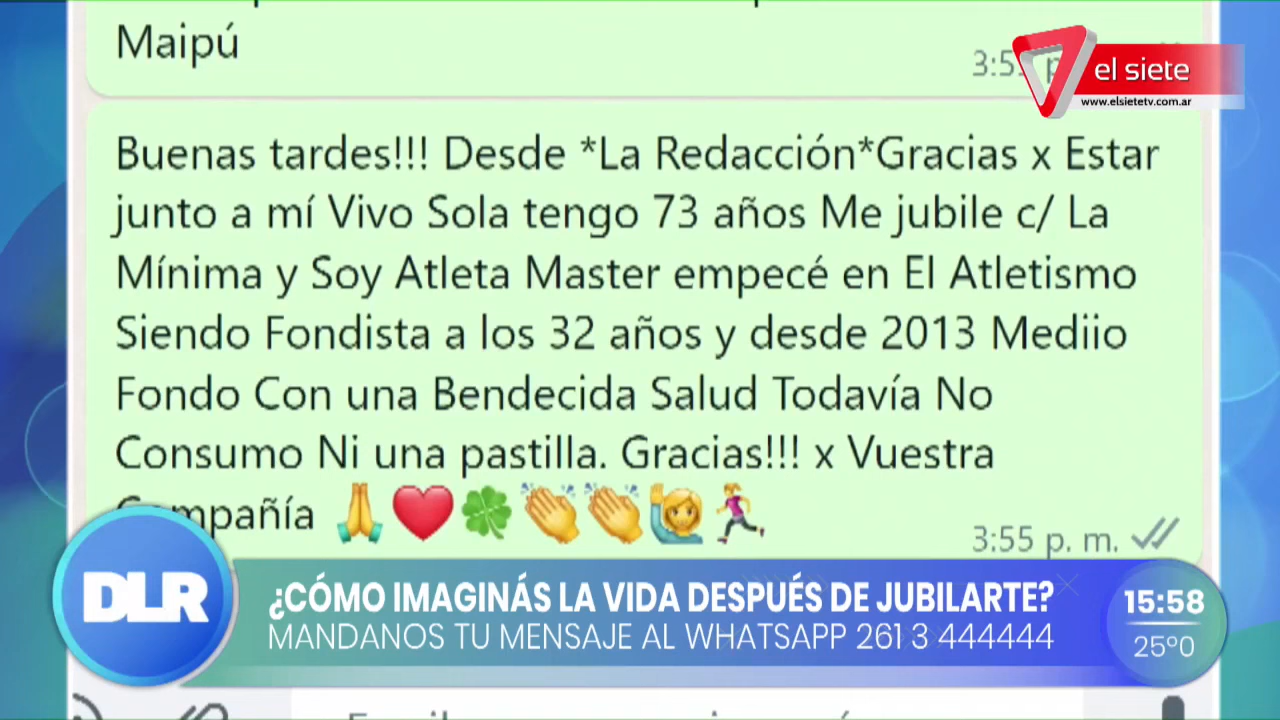 Maipú
el siete
www.elsietetv.com.ar
Buenas tardes!!! Desde *La Redacción*Gracias x Estar
junto a mí Vivo Sola tengo 73 años Me jubile c/ La
Mínima y Soy Atleta Master empecé en El Atletismo
Siendo Fondista a los 32 años y desde 2013 Mediio
Fondo Con una Bendecida Salud Todavía No
Consumo Ni una pastilla. Gracias!!! x Vuestra
Compañía 🙏❤️🍀👏👏🙋‍♀️🏃‍♀️
3:55 p. m.
DLR
¿CÓMO IMAGINÁS LA VIDA DESPUÉS DE JUBILARTE?
MANDANOS TU MENSAJE AL WHATSAPP 261 3 444444
15:58
25º0